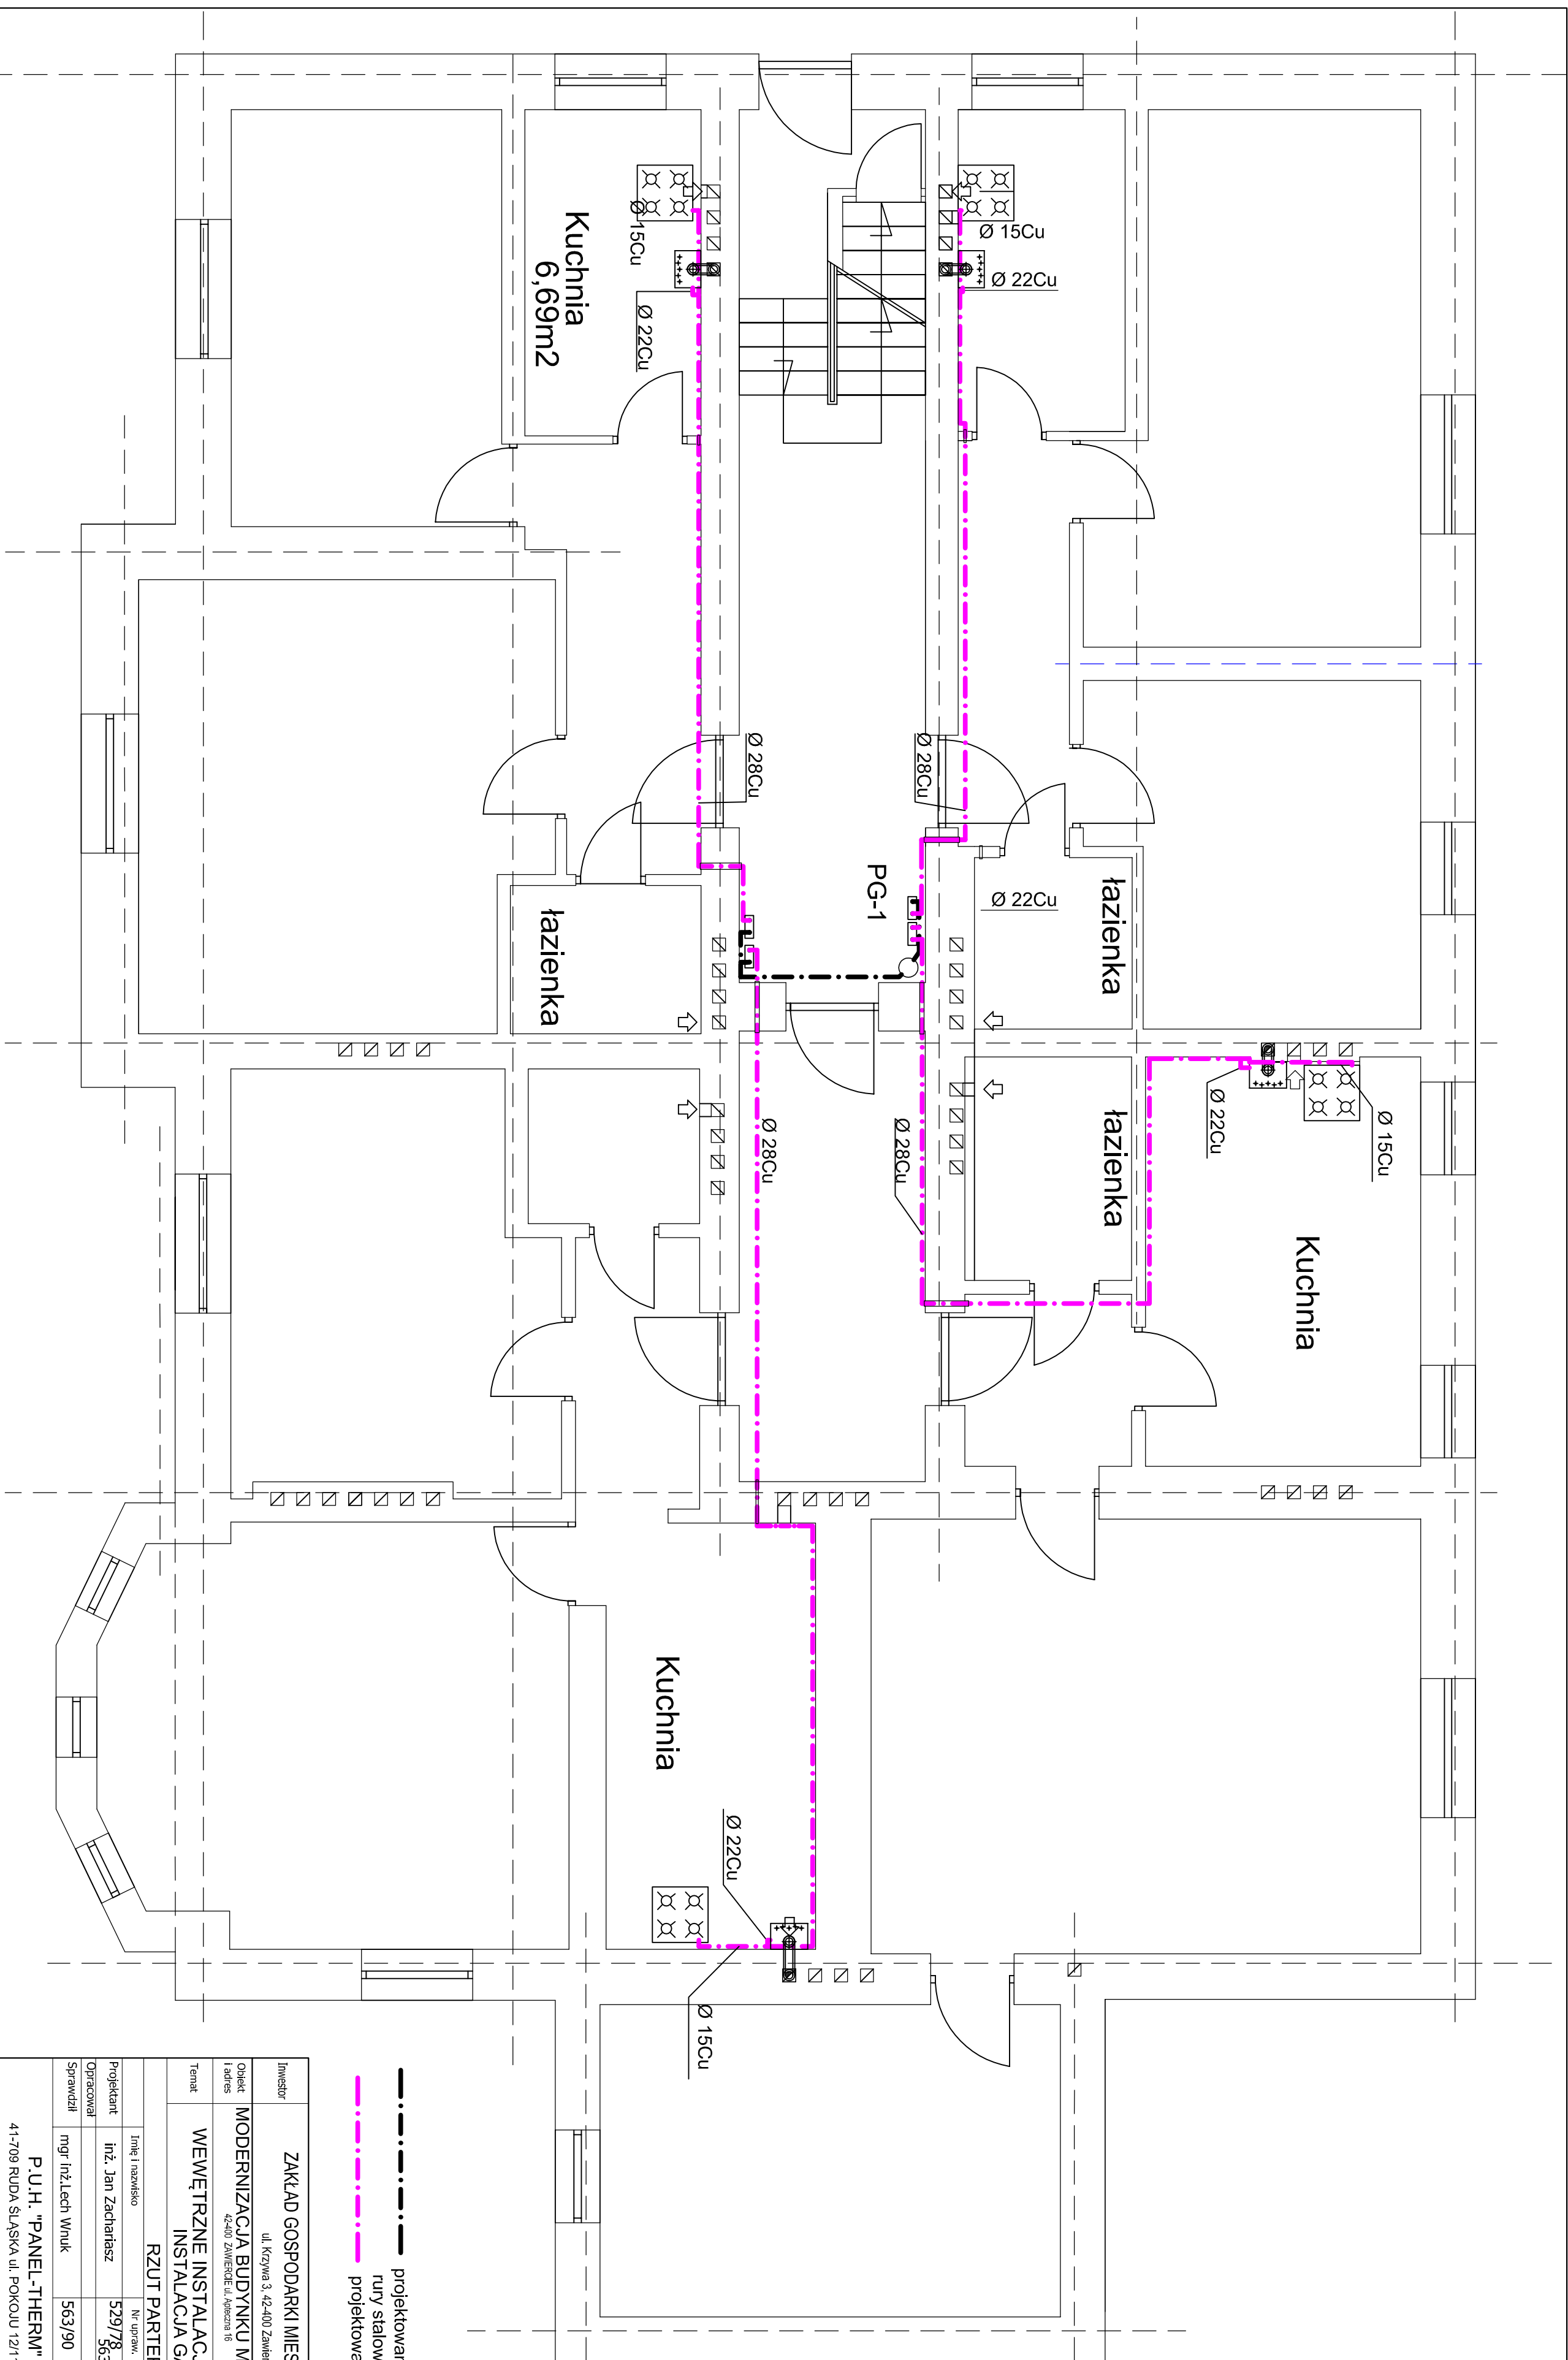 Kuchnia
6,69m2
Ø 15Cu
Ø 22Cu
Ø 15Cu
Ø 22Cu
Ø 28Cu
Ø 28Cu
PG-1
Ø 22Cu
łazienka
łazienka
łazienka
Ø 28Cu
Ø 28Cu
Ø 22Cu
Ø 15Cu
Kuchnia
Kuchnia
Ø 22Cu
Ø 15Cu
projektowan
rury stalow
projektowa
Inwestor
ZAKŁAD GOSPODARKI MIES
ul. Krzywa 3, 42-400 Zawier
Obiekt
i adres
MODERNIZACJA BUDYNKU M
42-400 ZAWIERCIE ul. Apteczna 16
Temat
WEWĘTRZNE INSTALAC
INSTALACJA GA
RZUT PARTE
Imię i nazwisko
Nr upraw.
Projektant
inż. Jan Zachariasz
529/78
563
Opracował
Sprawdził
mgr inż.Lech Wnuk
563/90
P.U.H. "PANEL-THERM"
41-709 RUDA ŚLĄSKA ul. POKOJU 12/1